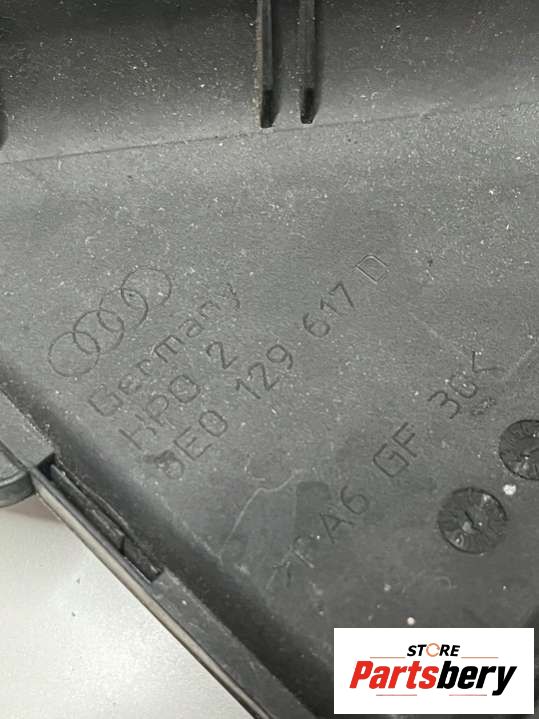 Germany
HPO 2
8E0 129 617 D
>PA6 GF 30<
STORE
Partsbery